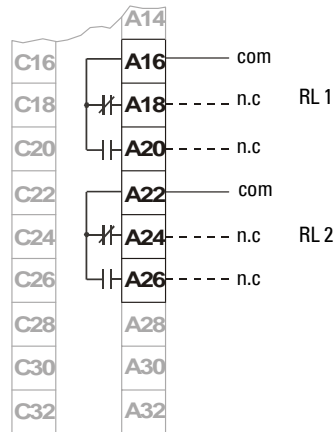 A14
C16 A16 com
C18 A18 n.c RL 1
C20 A20 n.c
C22 A22 com
C24 A24 n.c RL 2
C26 A26 n.c
C28 A28
C30 A30
C32 A32